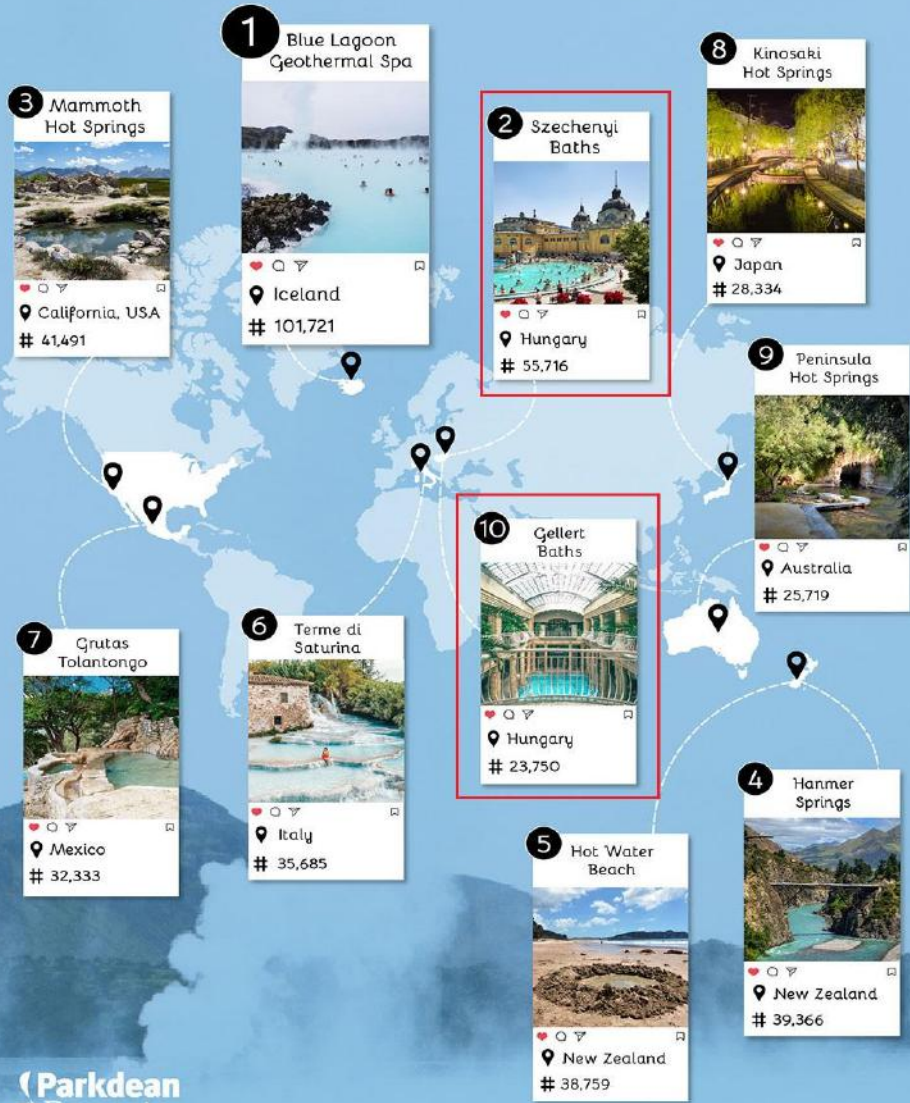 1
Blue Lagoon
Geothermal Spa
Iceland
# 101,721
2
Szechenyi
Baths
Hungary
# 55,716
3
Mammoth
Hot Springs
California, USA
# 41,491
4
Hanmer
Springs
New Zealand
# 39,366
5
Hot Water
Beach
New Zealand
# 38,759
6
Terme di
Saturina
Italy
# 35,685
7
Grutas
Tolantongo
Mexico
# 32,333
8
Kinosaki
Hot Springs
Japan
# 28,334
9
Peninsula
Hot Springs
Australia
# 25,719
10
Gellert
Baths
Hungary
# 23,750
Parkdean